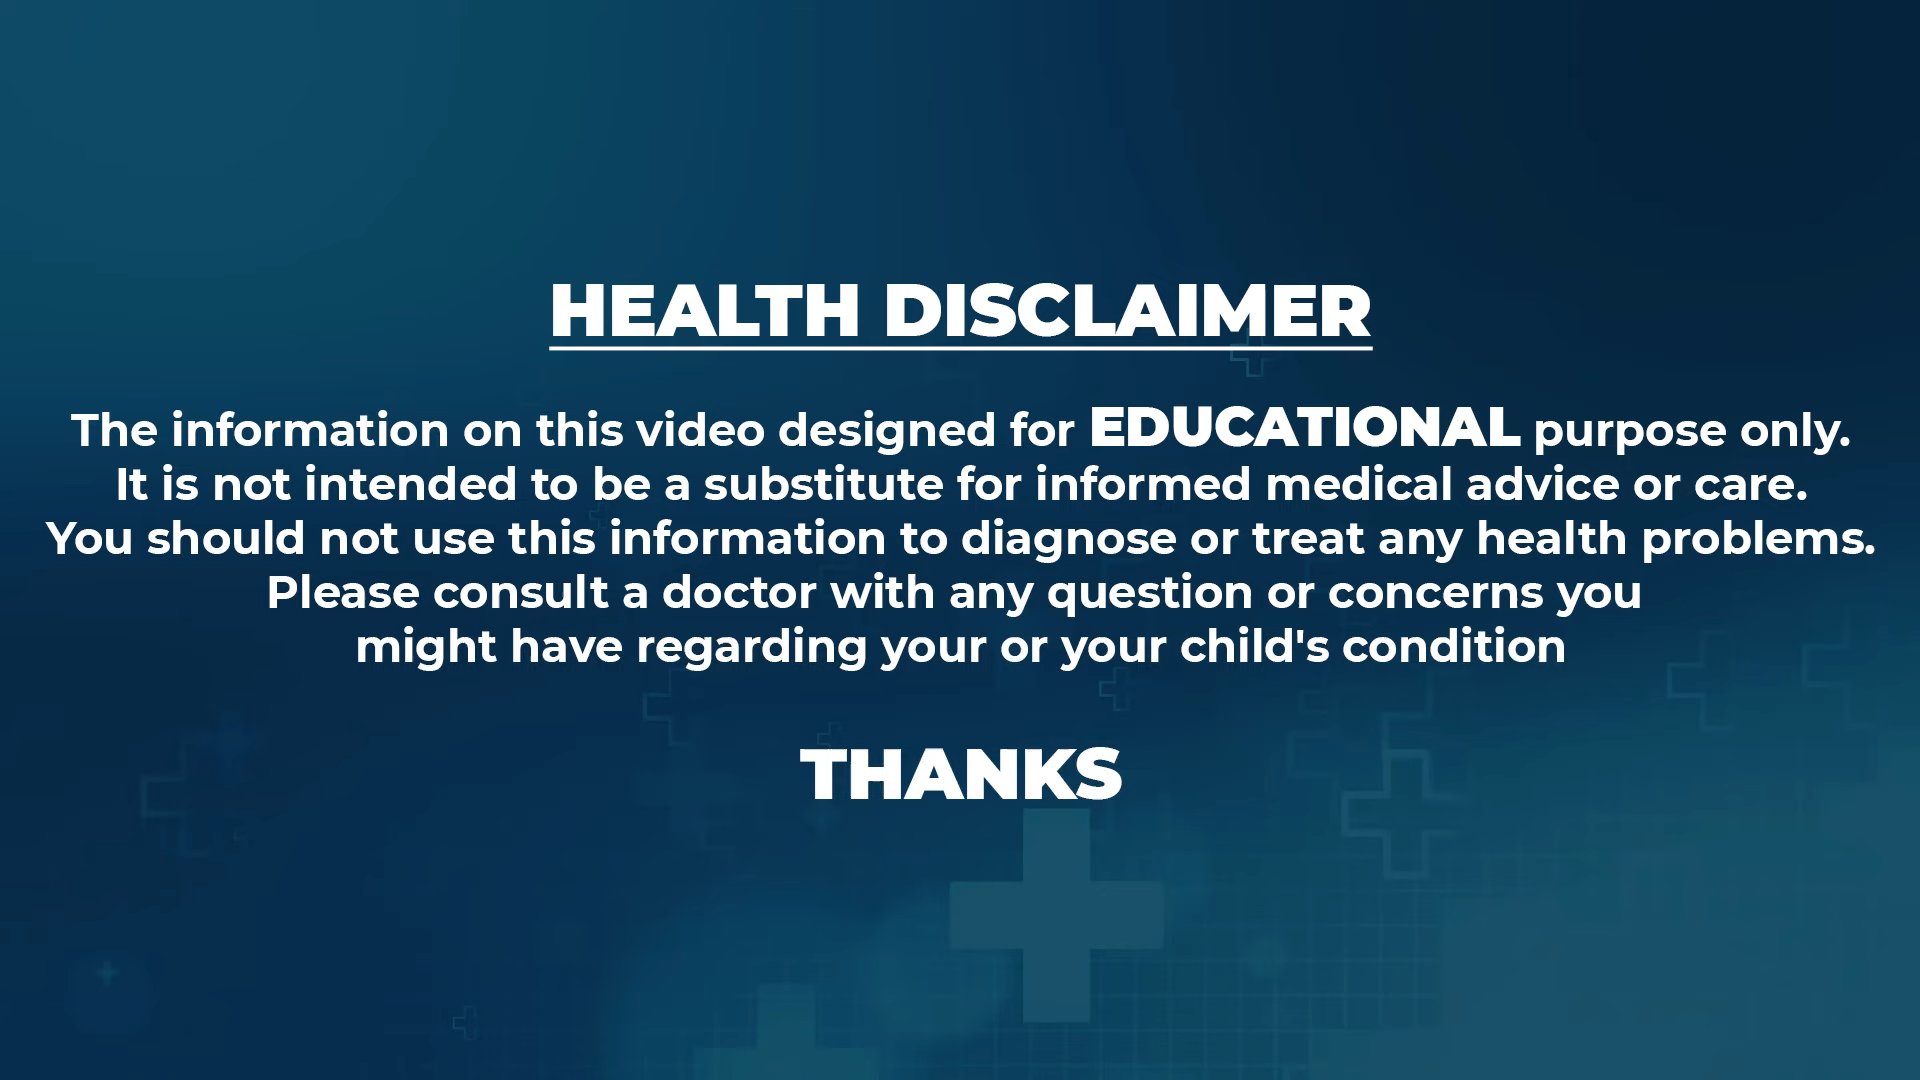 HEALTH DISCLAIMER
The information on this video designed for EDUCATIONAL purpose only.
It is not intended to be a substitute for informed medical advice or care.
You should not use this information to diagnose or treat any health problems.
Please consult a doctor with any question or concerns you
might have regarding your or your child's condition
THANKS